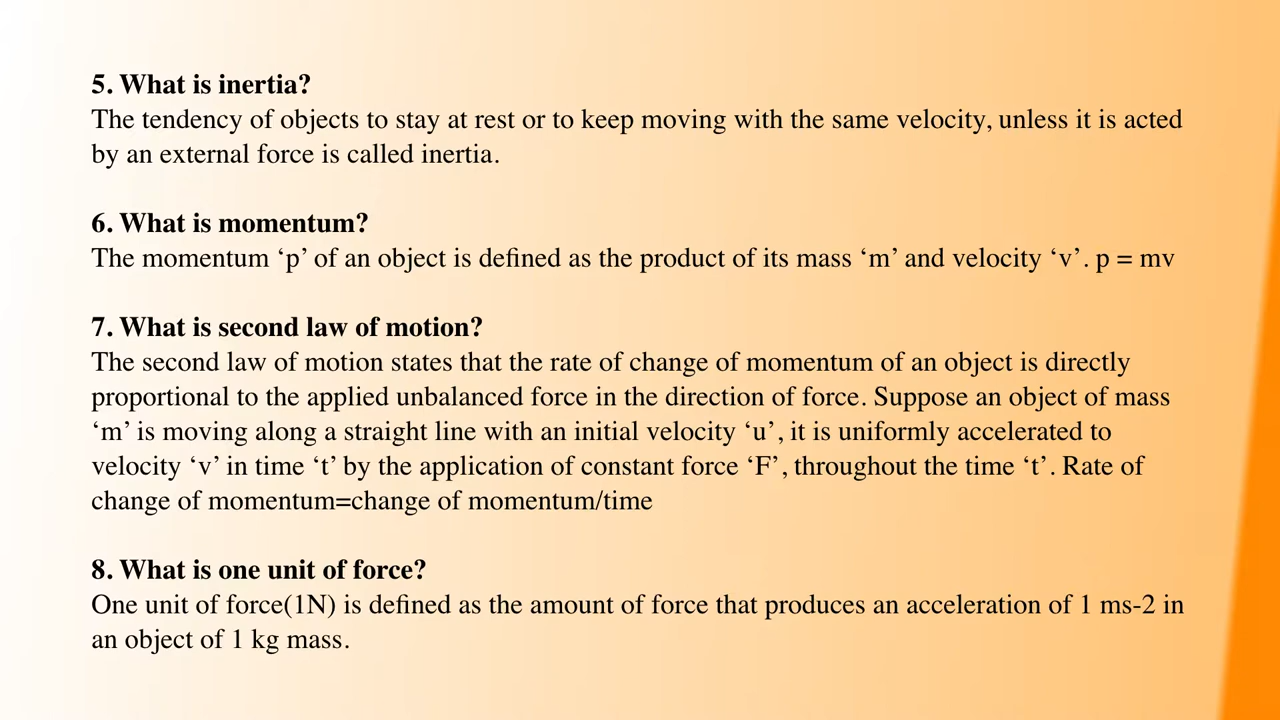 5. What is inertia?
The tendency of objects to stay at rest or to keep moving with the same velocity, unless it is acted
by an external force is called inertia.
6. What is momentum?
The momentum ‘p’ of an object is defined as the product of its mass ‘m’ and velocity ‘v’. p = mv
7. What is second law of motion?
The second law of motion states that the rate of change of momentum of an object is directly
proportional to the applied unbalanced force in the direction of force. Suppose an object of mass
‘m’ is moving along a straight line with an initial velocity ‘u’, it is uniformly accelerated to
velocity ‘v’ in time ‘t’ by the application of constant force ‘F’, throughout the time ‘t’. Rate of
change of momentum=change of momentum/time
8. What is one unit of force?
One unit of force(1N) is defined as the amount of force that produces an acceleration of 1 ms-2 in
an object of 1 kg mass.